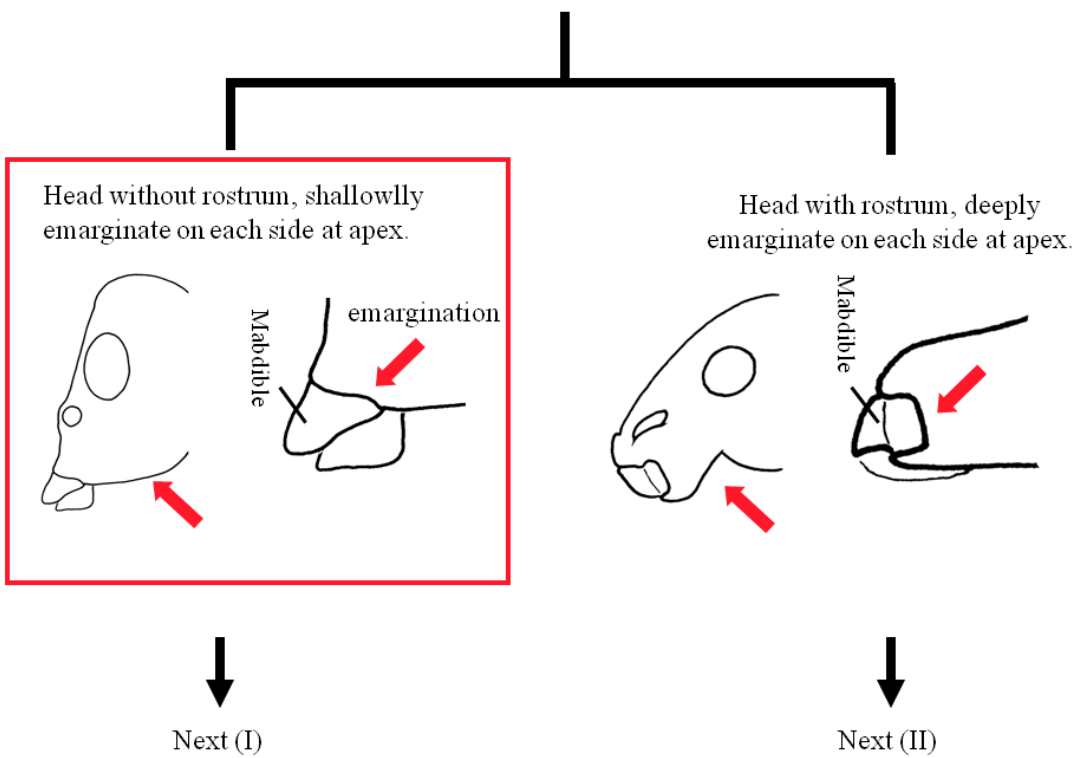 Head without rostrum, shallowlly
emarginate on each side at apex.
Mabdible
emargination
Head with rostrum, deeply
emarginate on each side at apex.
Mabdible
Next (I)
Next (II)